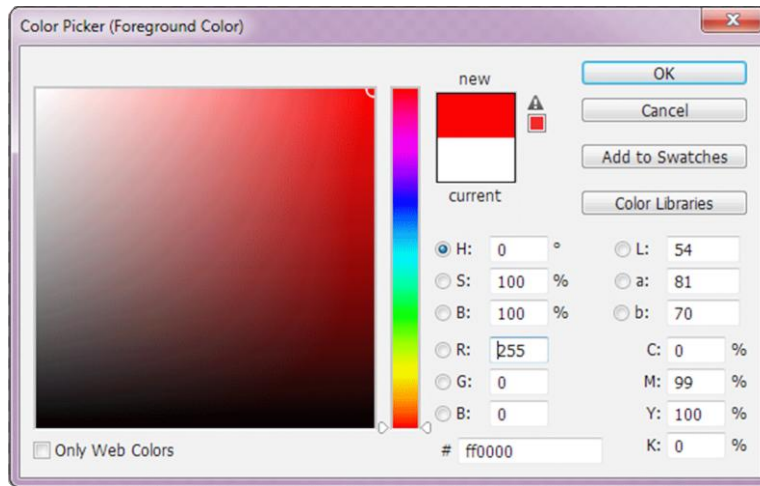 Color Picker (Foreground Color)
new
current
OK
Cancel
Add to Swatches
Color Libraries
H: 0 °
S: 100 %
B: 100 %
R: 255
G: 0
B: 0
# ff0000
L: 54
a: 81
b: 70
C: 0 %
M: 99 %
Y: 100 %
K: 0 %
Only Web Colors